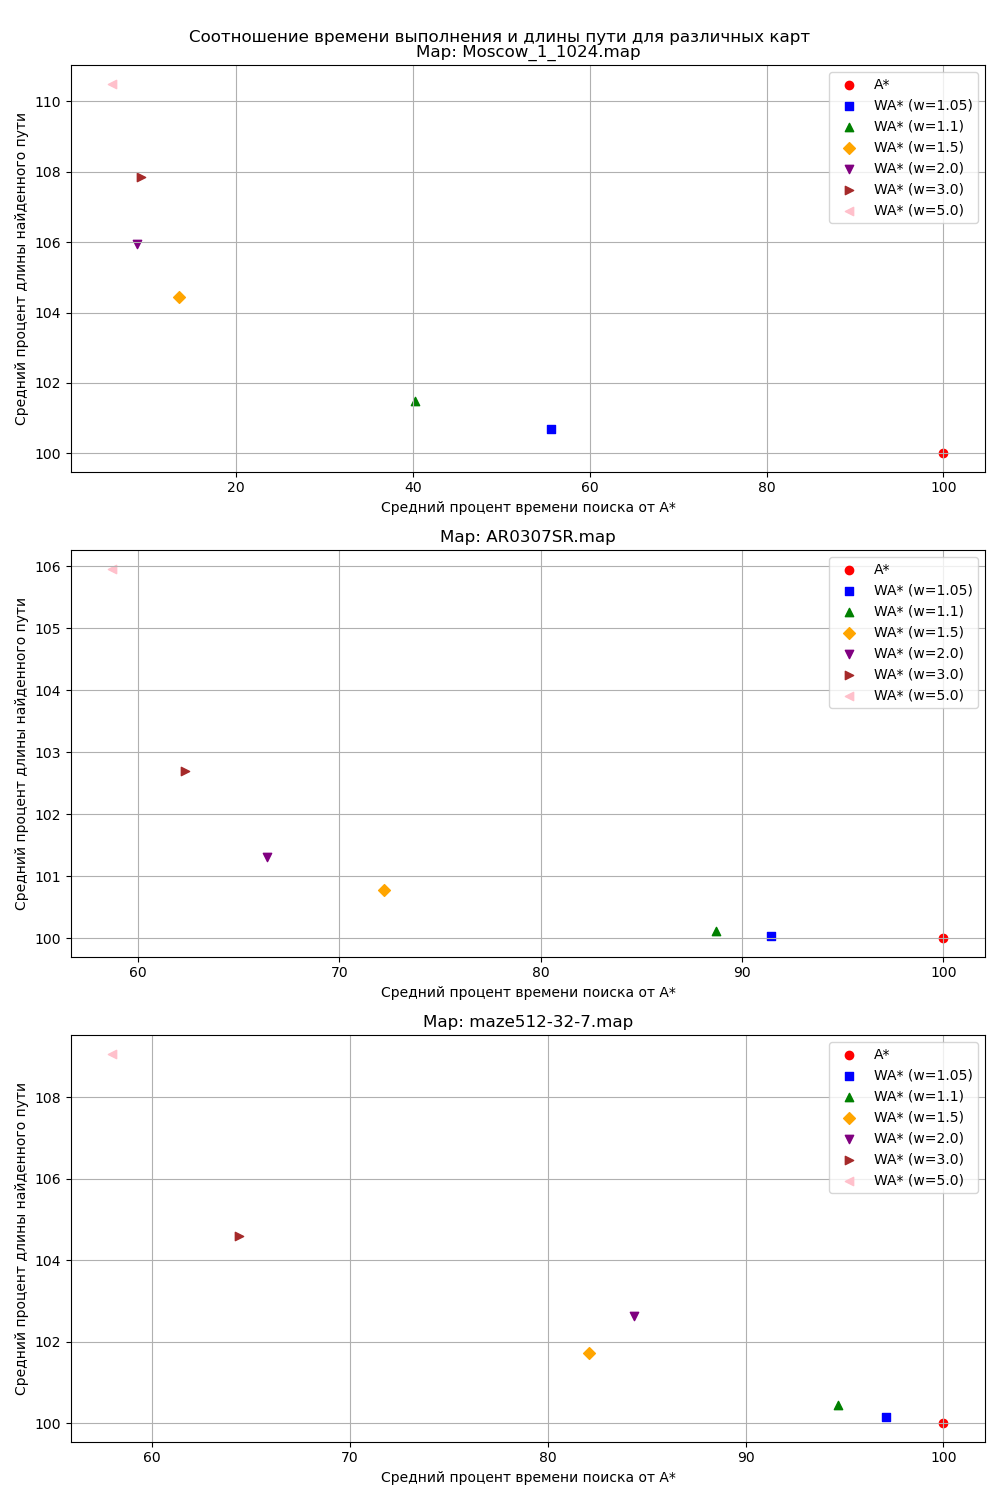 Соотношение времени выполнения и длины пути для различных карт
Map: Moscow_1_1024.map
Средний процент длины найденного пути
110
108
106
104
102
100
A*
WA* (w=1.05)
WA* (w=1.1)
WA* (w=1.5)
WA* (w=2.0)
WA* (w=3.0)
WA* (w=5.0)
20
40
60
80
100
Средний процент времени поиска от A*
Map: AR0307SR.map
Средний процент длины найденного пути
106
105
104
103
102
101
100
A*
WA* (w=1.05)
WA* (w=1.1)
WA* (w=1.5)
WA* (w=2.0)
WA* (w=3.0)
WA* (w=5.0)
60
70
80
90
100
Средний процент времени поиска от A*
Map: maze512-32-7.map
Средний процент длины найденного пути
108
106
104
102
100
A*
WA* (w=1.05)
WA* (w=1.1)
WA* (w=1.5)
WA* (w=2.0)
WA* (w=3.0)
WA* (w=5.0)
60
70
80
90
100
Средний процент времени поиска от A*